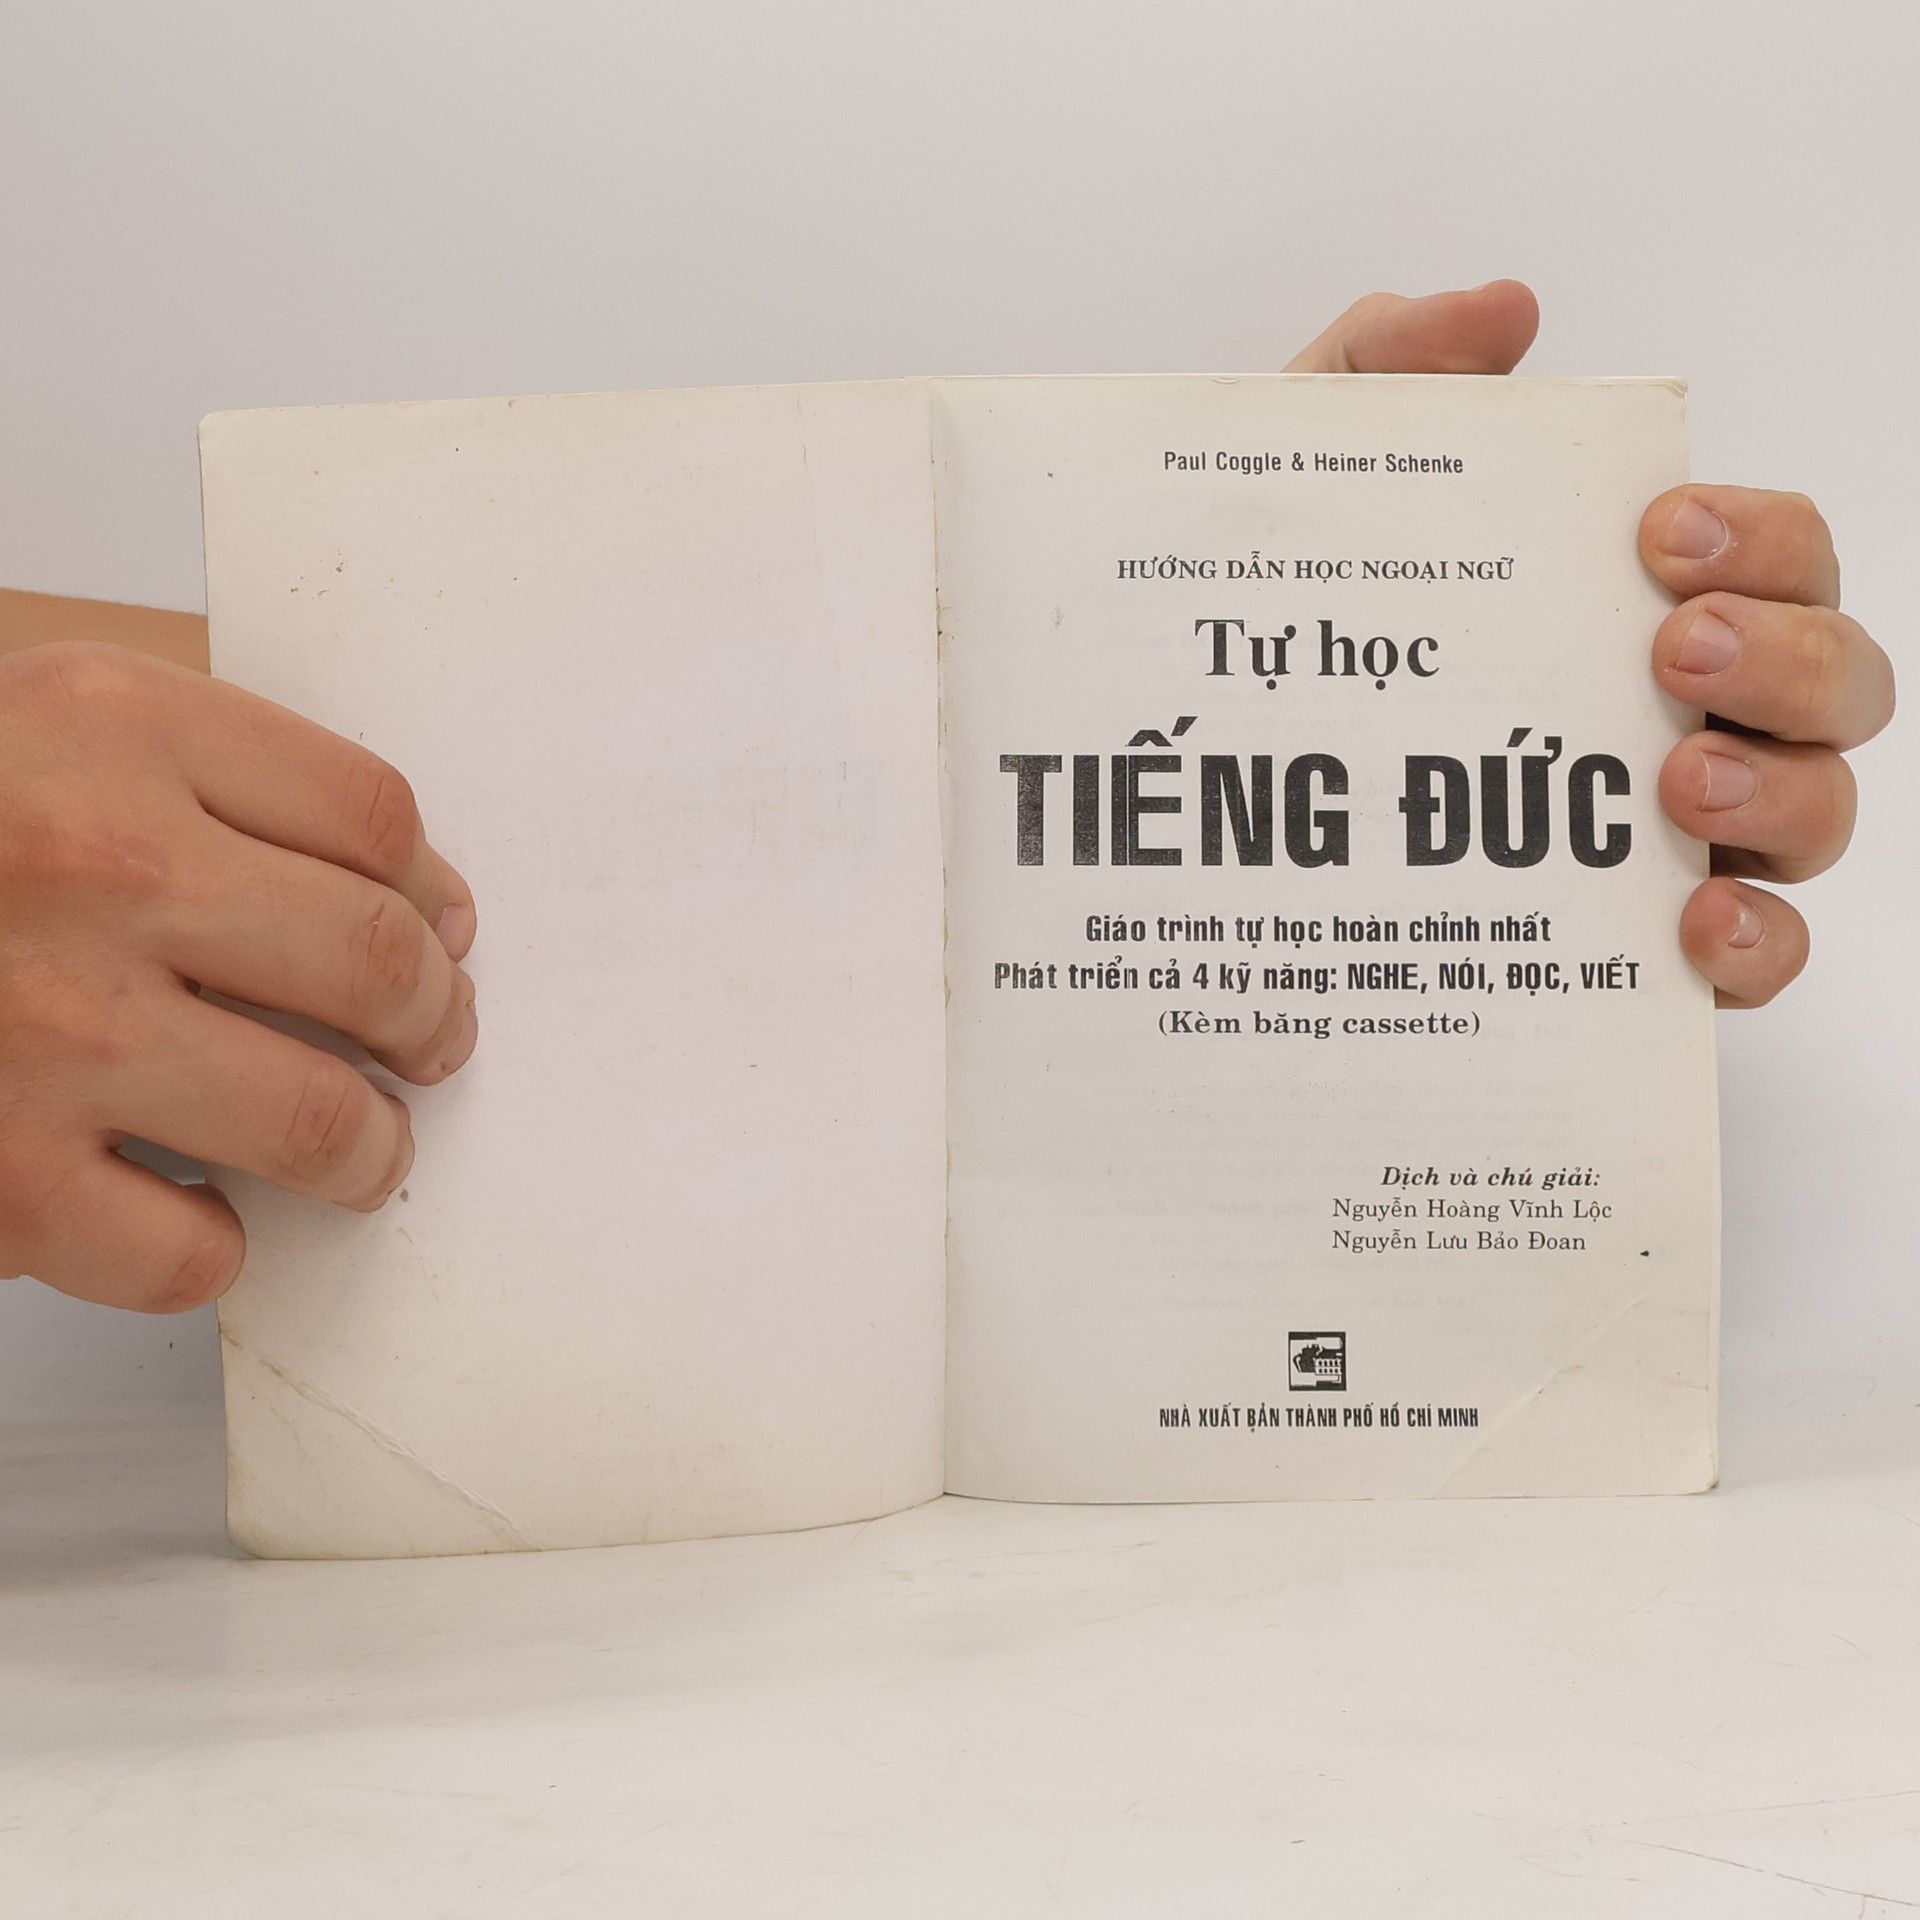 Paul Coggle & Heiner Schenke
HƯỚNG DẪN HỌC NGOẠI NGỮ
Tự học
TIẾNG ĐỨC
Giáo trình tự học hoàn chỉnh nhất
Phát triển cả 4 kỹ năng: NGHE, NÓI, ĐỌC, VIẾT
(Kèm băng cassette)
Dịch và chú giải:
Nguyễn Hoàng Vĩnh Lộc
Nguyễn Lưu Bảo Đoan
NHÀ XUẤT BẢN THÀNH PHỐ HỒ CHÍ MINH